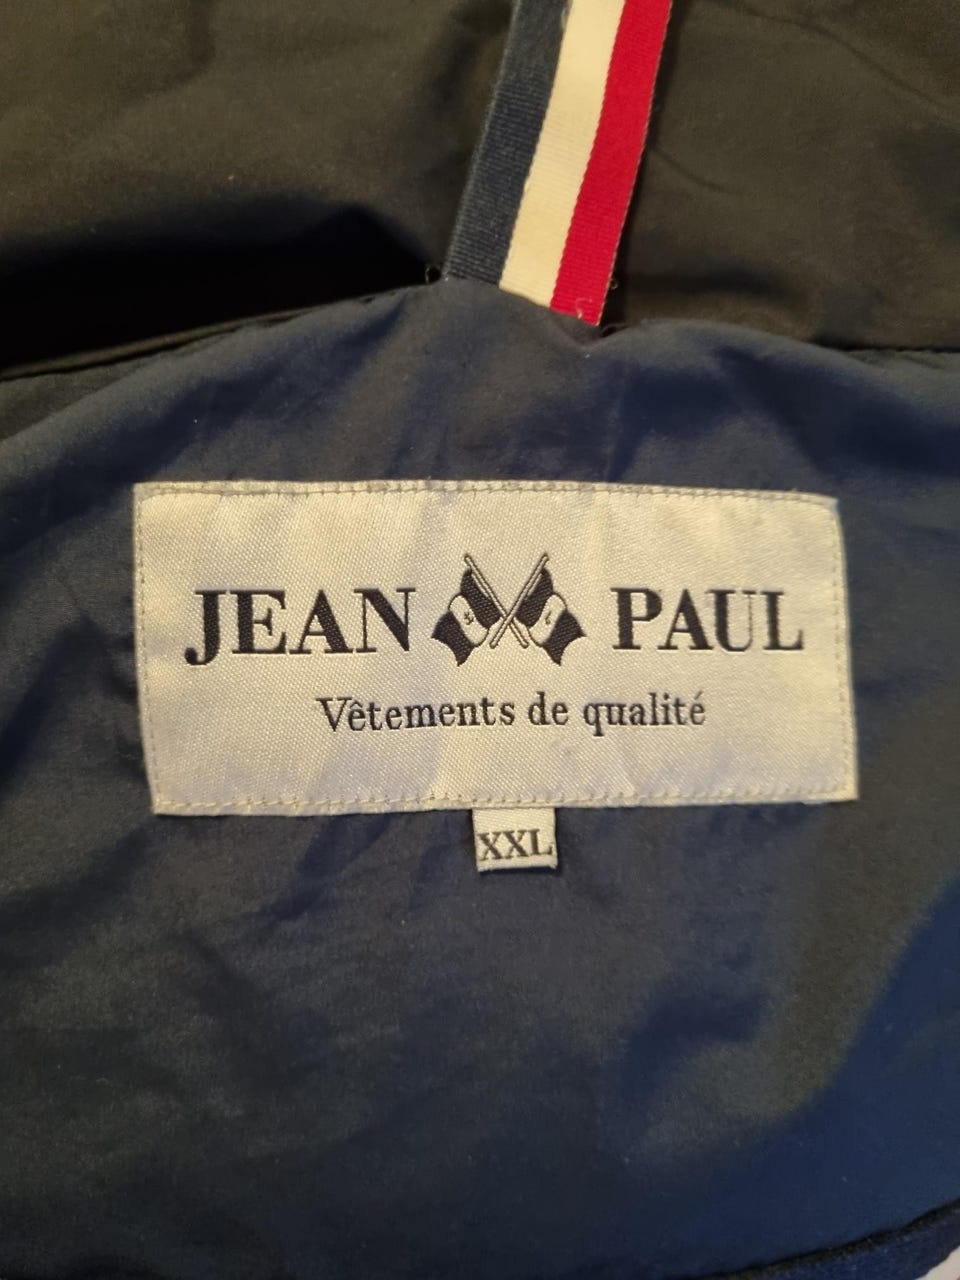 JEAN PAUL
Vêtements de qualité
XXL